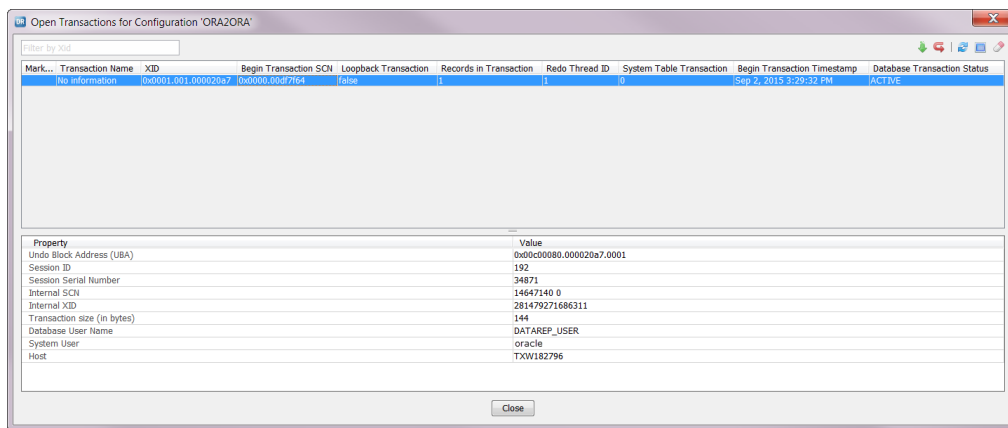 DR Open Transactions for Configuration 'ORA2ORA'
Filter by Xid
Mark... Transaction Name XID Begin Transaction SCN Loopback Transaction Records in Transaction Redo Thread ID System Table Transaction Begin Transaction Timestamp Database Transaction Status
No information 0x0001.001.000020a7 0x0000.00df7f64 false 1 1 0 Sep 2, 2015 3:29:32 PM ACTIVE
Property Value
Undo Block Address (UBA) 0x00c00080.000020a7.0001
Session ID 192
Session Serial Number 34871
Internal SCN 14647140 0
Internal XID 281479271686311
Transaction size (in bytes) 144
Database User Name DATAREP_USER
System User oracle
Host TXW182796
Close